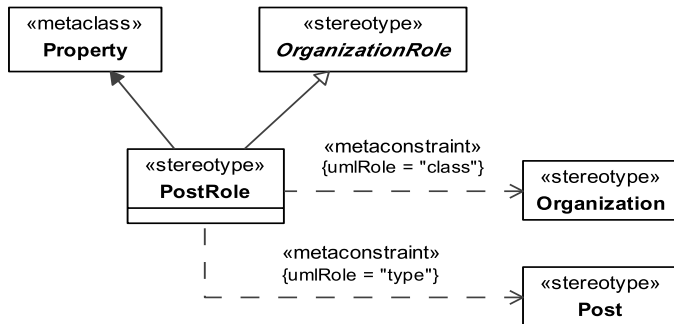 «metaclass»
Property
«stereotype»
OrganizationRole
«metaconstraint»
{umlRole = "class"}
«stereotype»
PostRole
«stereotype»
Organization
«metaconstraint»
{umlRole = "type"}
«stereotype»
Post